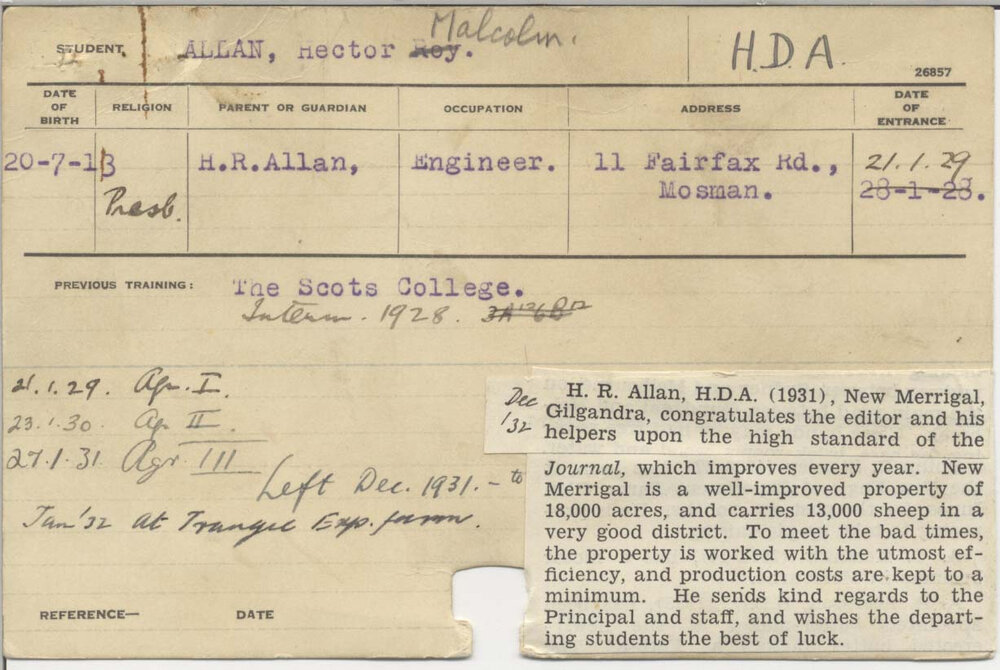 STUDENT, ALLAN, Hector Roy. Malcolm. H.D.A.
26857
DATE OF BIRTH RELIGION PARENT OR GUARDIAN OCCUPATION ADDRESS DATE OF ENTRANCE
20-7-13 H.R.Allan, Engineer. 11 Fairfax Rd., 21.1.29
Presb. Mosman. 28-1-28.
PREVIOUS TRAINING: The Scots College.
Interm. 1928. 3A 12 6B 12
21.1.29. Agr. I.
23.1.30. Ag II.
27.1.31. Agr. III
Left Dec. 1931. - to
Jan '32 at Trangie Exp. farm.
REFERENCE— DATE
Dec '32
H. R. Allan, H.D.A. (1931), New Merrigal,
Gilgandra, congratulates the editor and his
helpers upon the high standard of the
Journal, which improves every year. New
Merrigal is a well-improved property of
18,000 acres, and carries 13,000 sheep in a
very good district. To meet the bad times,
the property is worked with the utmost ef-
ficiency, and production costs are kept to a
minimum. He sends kind regards to the
Principal and staff, and wishes the depart-
ing students the best of luck.